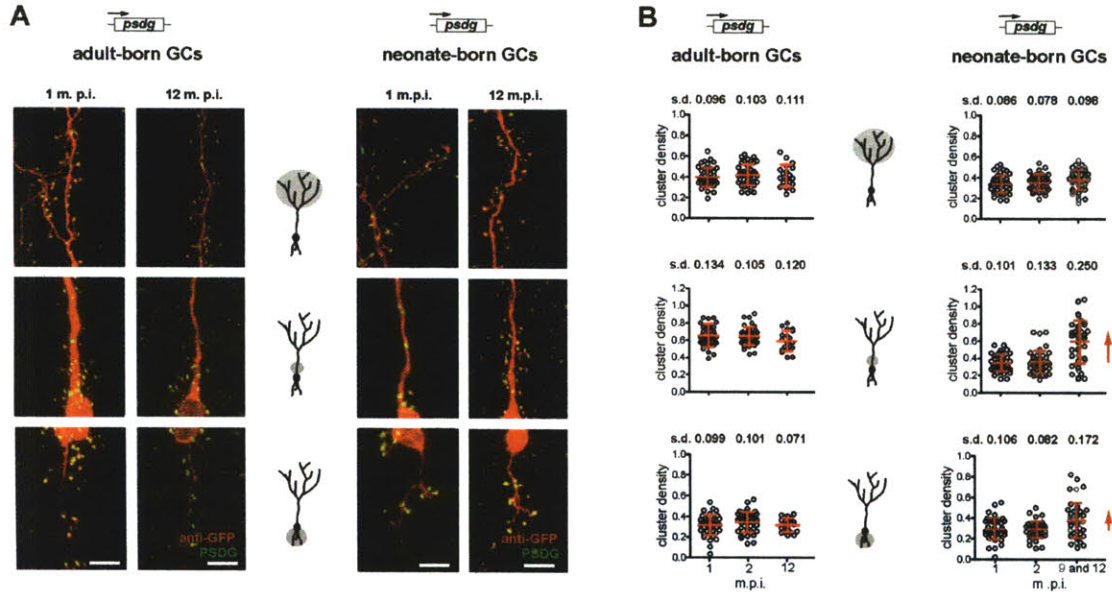 A
psdg
adult-born GCs
1 m. p.i. 12 m. p.i.
psdg
neonate-born GCs
1 m.p.i. 12 m.p.i.
anti-GFP
PSDG
B
psdg
adult-born GCs
s.d. 0.096 0.103 0.111
cluster density
1.0
0.8
0.6
0.4
0.2
0.0
s.d. 0.134 0.105 0.120
cluster density
1.2
1.0
0.8
0.6
0.4
0.2
0.0
s.d. 0.099 0.101 0.071
cluster density
1.0
0.8
0.6
0.4
0.2
0.0
1 2 12
m.p.i.
psdg
neonate-born GCs
s.d. 0.086 0.078 0.098
cluster density
1.0
0.8
0.6
0.4
0.2
0.0
s.d. 0.101 0.133 0.250
cluster density
1.2
1.0
0.8
0.6
0.4
0.2
0.0
s.d. 0.106 0.082 0.172
cluster density
1.0
0.8
0.6
0.4
0.2
0.0
1 2 9 and 12
m .p.i.